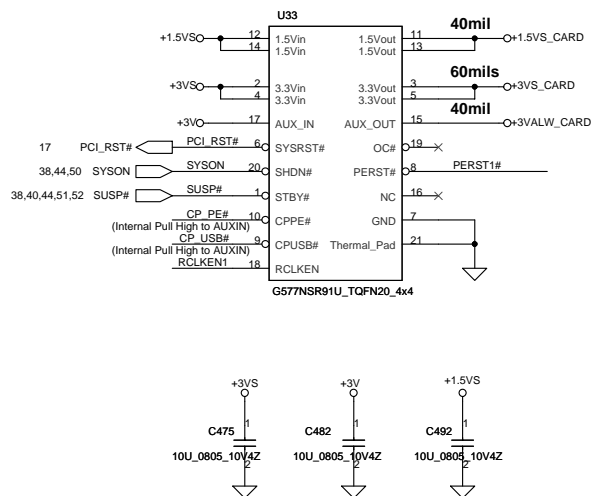 U33
+1.5VS 12 1.5Vin 1.5Vout 11 40mil +1.5VS_CARD
14 1.5Vin 1.5Vout 13
+3VS 2 3.3Vin 3.3Vout 3 60mils +3VS_CARD
4 3.3Vin 3.3Vout 5
+3V 17 AUX_IN AUX_OUT 15 40mil +3VALW_CARD
17 PCI_RST# PCI_RST# 6 SYSRST# OC# 19
38,44,50 SYSON SYSON 20 SHDN# PERST# 8 PERST1#
38,40,44,51,52 SUSP# SUSP# 1 STBY# NC 16
CP_PE# 10 CPPE# GND 7
(Internal Pull High to AUXIN)
CP_USB# 9 CPUSB# Thermal_Pad 21
(Internal Pull High to AUXIN)
RCLKEN1 18 RCLKEN
G577NSR91U_TQFN20_4x4
+3VS +3V +1.5VS
1 1 1
C475 C482 C492
10U_0805_10V4Z 10U_0805_10V4Z 10U_0805_10V4Z
2 2 2